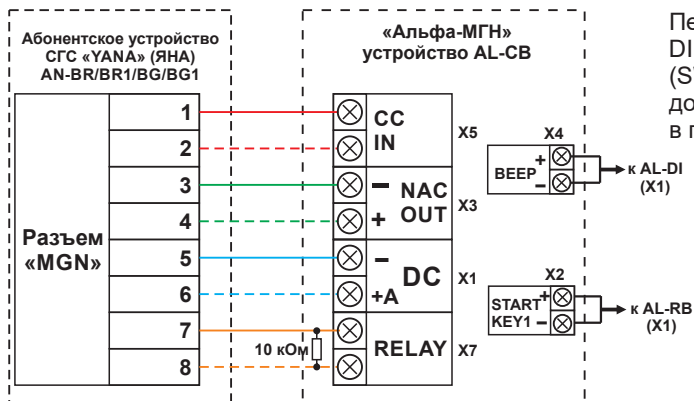 Абонентское устройство
СГС «YANA» (ЯНА)
AN-BR/BR1/BG/BG1
«Альфа-МГН»
устройство AL-CB
Разъем
«MGN»
1
2
3
4
5
6
7
8
10 кОм
CC
IN
X5
− NAC
+ OUT
X3
−
DC
+A
X1
RELAY
X7
X4
BEEP
+
−
к AL-DI
(X1)
X2
START +
KEY1 −
к AL-RB
(X1)
Пе
DI
(S
до
в г